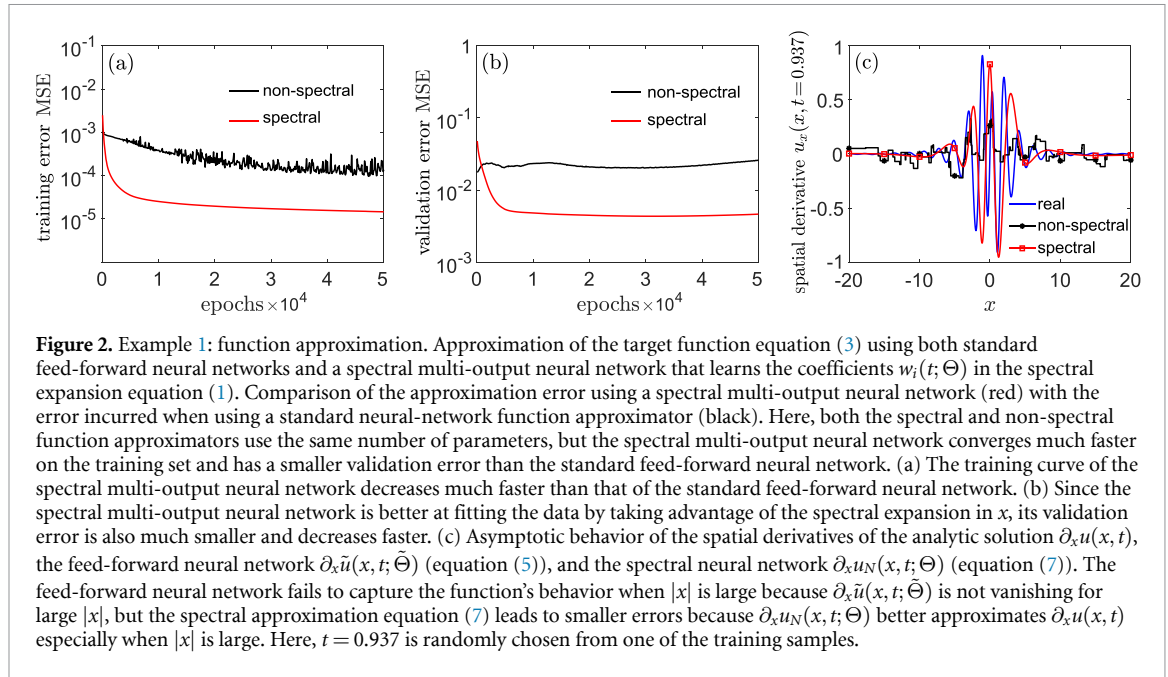 (a)
training error MSE
10⁻¹
10⁻²
10⁻³
10⁻⁴
10⁻⁵
non-spectral
spectral
0 1 2 3 4 5
epochs×10⁴
(b)
validation error MSE
1
10⁻¹
10⁻²
10⁻³
non-spectral
spectral
0 1 2 3 4 5
epochs×10⁴
(c)
spatial derivative uₓ(x, t = 0.937)
1
0.5
0
-0.5
-1
real
non-spectral
spectral
-20 -10 0 10 20
x
Figure 2. Example 1: function approximation. Approximation of the target function equation (3) using both standard
feed-forward neural networks and a spectral multi-output neural network that learns the coefficients wᵢ(t; Θ) in the spectral
expansion equation (1). Comparison of the approximation error using a spectral multi-output neural network (red) with the
error incurred when using a standard neural-network function approximator (black). Here, both the spectral and non-spectral
function approximators use the same number of parameters, but the spectral multi-output neural network converges much faster
on the training set and has a smaller validation error than the standard feed-forward neural network. (a) The training curve of the
spectral multi-output neural network decreases much faster than that of the standard feed-forward neural network. (b) Since the
spectral multi-output neural network is better at fitting the data by taking advantage of the spectral expansion in x, its validation
error is also much smaller and decreases faster. (c) Asymptotic behavior of the spatial derivatives of the analytic solution ∂ₓu(x, t),
the feed-forward neural network ∂ₓũ(x, t; Θ̃) (equation (5)), and the spectral neural network ∂ₓu_N(x, t; Θ) (equation (7)). The
feed-forward neural network fails to capture the function's behavior when |x| is large because ∂ₓũ(x, t; Θ̃) is not vanishing for
large |x|, but the spectral approximation equation (7) leads to smaller errors because ∂ₓu_N(x, t; Θ) better approximates ∂ₓu(x, t)
especially when |x| is large. Here, t = 0.937 is randomly chosen from one of the training samples.